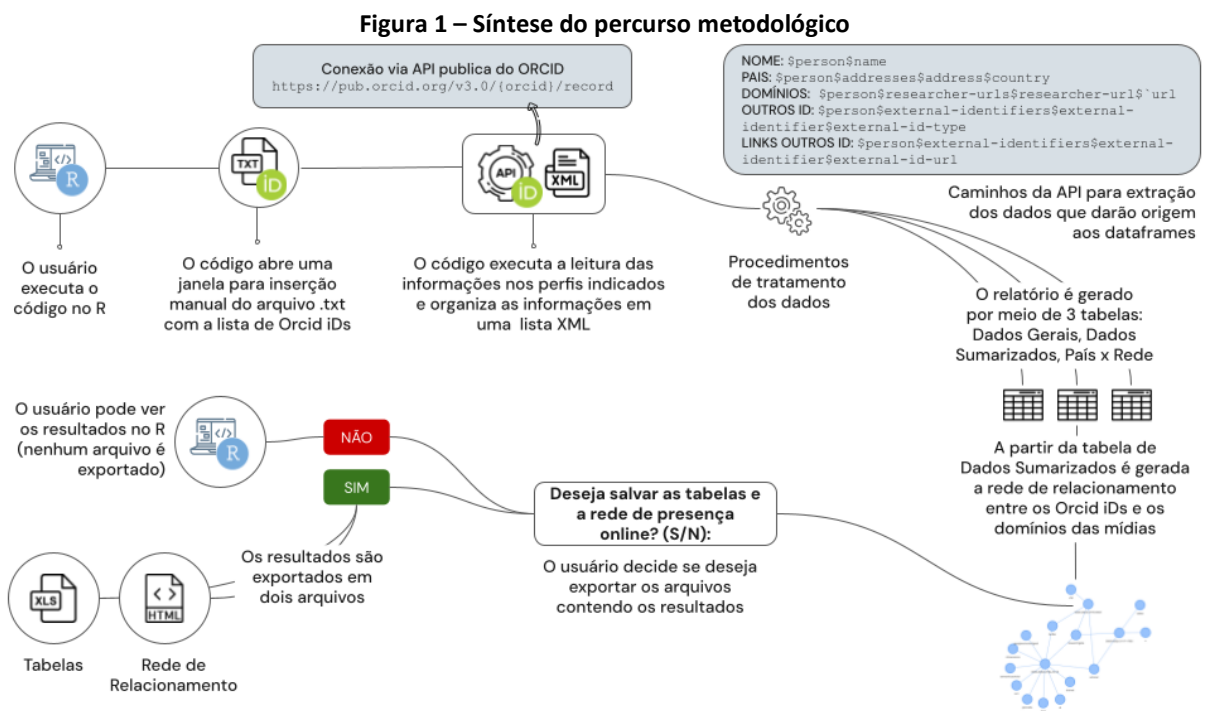 Figura 1 – Síntese do percurso metodológico
Conexão via API publica do ORCID
https://pub.orcid.org/v3.0/{orcid}/record
NOME: $person$name
PAIS: $person$addresses$address$country
DOMÍNIOS: $person$researcher-urls$researcher-url$`url
OUTROS ID: $person$external-identifiers$external-
identifier$external-id-type
LINKS OUTROS ID: $person$external-identifiers$external-
identifier$external-id-url
</>
R
TXT
iD
API
iD
XML
O usuário
executa o
código no R
O código abre uma
janela para inserção
manual do arquivo .txt
com a lista de Orcid iDs
O código executa a leitura das
informações nos perfis indicados
e organiza as informações em
uma lista XML
Procedimentos
de tratamento
dos dados
Caminhos da API para extração
dos dados que darão origem
aos dataframes
O relatório é gerado
por meio de 3 tabelas:
Dados Gerais, Dados
Sumarizados, País x Rede
A partir da tabela de
Dados Sumarizados é gerada
a rede de relacionamento
entre os Orcid iDs e os
domínios das mídias
Deseja salvar as tabelas e
a rede de presença
online? (S/N):
O usuário decide se deseja
exportar os arquivos
contendo os resultados
NÃO
SIM
O usuário pode ver
os resultados no R
(nenhum arquivo é
exportado)
</>
R
Os resultados são
exportados em
dois arquivos
XLS
< >
HTML
Tabelas
Rede de
Relacionamento